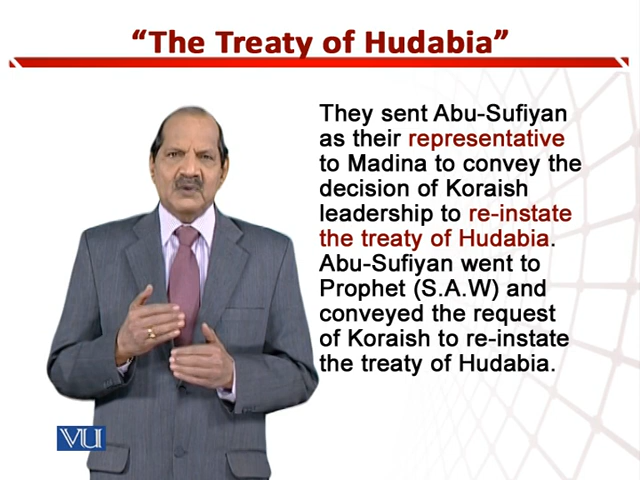 “The Treaty of Hudabia”
They sent Abu-Sufiyan
as their representative
to Madina to convey the
decision of Koraish
leadership to re-instate
the treaty of Hudabia.
Abu-Sufiyan went to
Prophet (S.A.W) and
conveyed the request
of Koraish to re-instate
the treaty of Hudabia.
VU